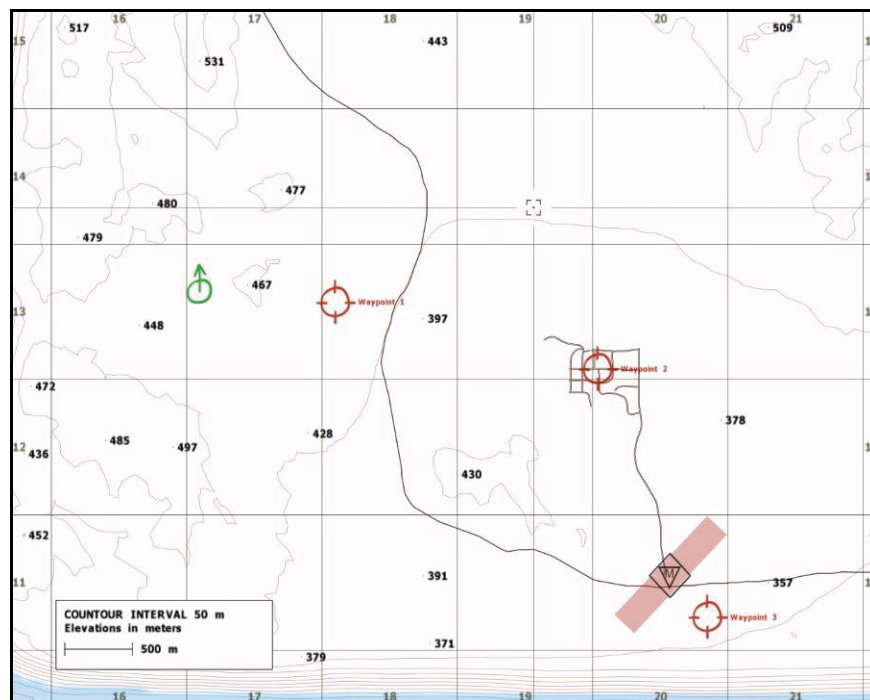 16 17 18 19 20 21
15 517 443 509
531
14 477
480
479
467
13 Waypoint 1
448 397
Waypoint 2
472
378
485 497 428
12
436
430
452
M
391 357
11
COUNTOUR INTERVAL 50 m
Elevations in meters
500 m
Waypoint 3
371
379
16 17 18 19 20 21